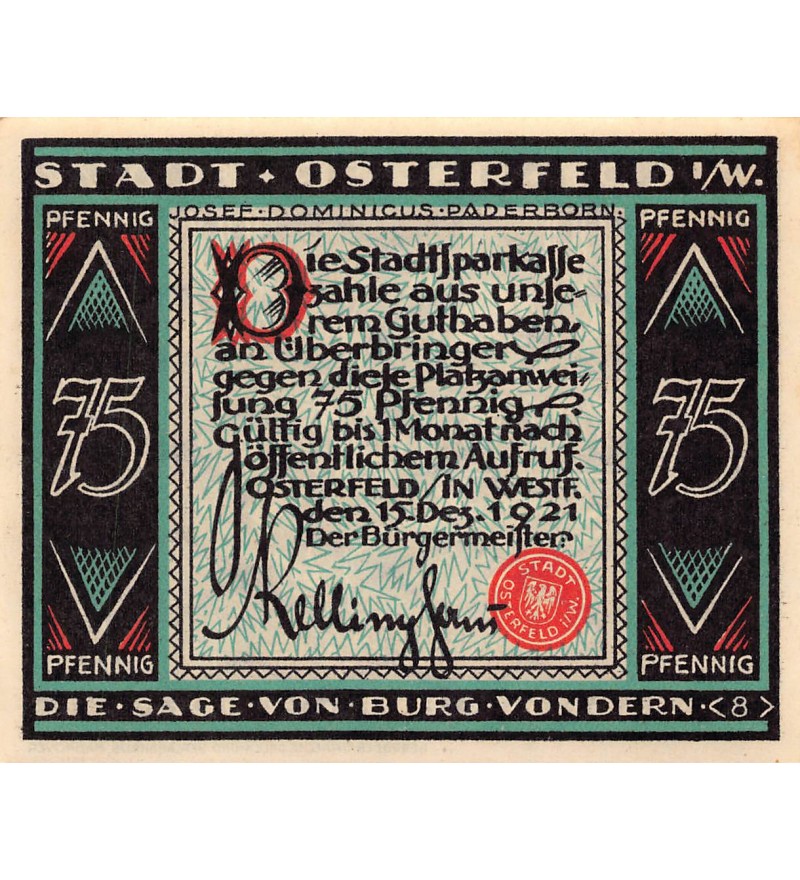 STADT · OSTERFELD I/W.
JOSEF · DOMINICUS · PADERBORN ·
PFENNIG
75
PFENNIG
Die Stadtſparkaſſe
zahle aus unſe-
rem Guthaben,
an Überbringer
gegen dieſe Platzanwei-
ſung 75 Pfennig.
Gültig bis 1 Monat nach
öffentlichem Aufruf.
OSTERFELD / IN WESTF.
den 15. Dez. 1921
Der Bürgermeiſter:
Kellinghaus
STADT
OSTERFELD i/W.
PFENNIG
75
PFENNIG
DIE · SAGE · VON · BURG · VONDERN · <8>